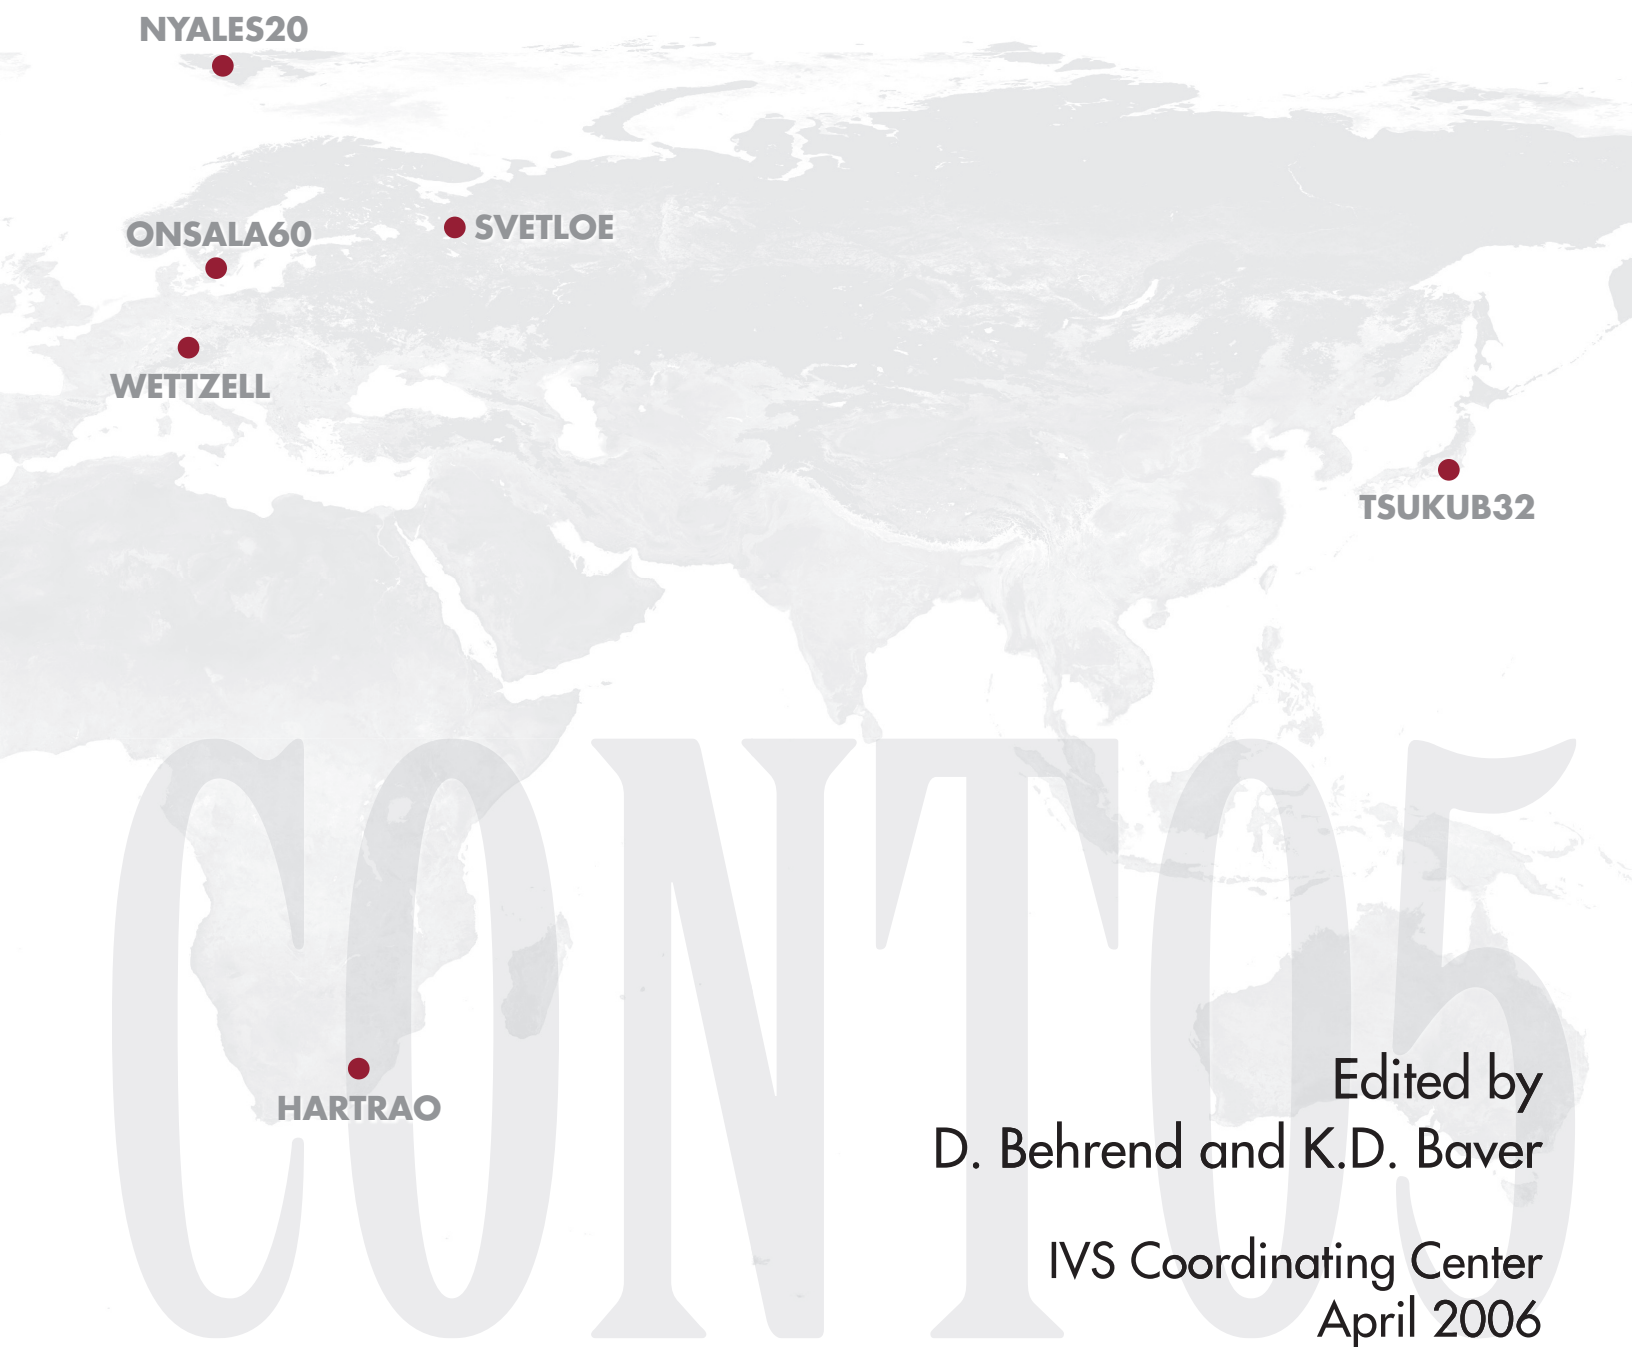 NYALES20
ONSALA60
SVETLOE
WETTZELL
TSUKUB32
CONT05
HARTRAO
Edited by
D. Behrend and K.D. Baver
IVS Coordinating Center
April 2006